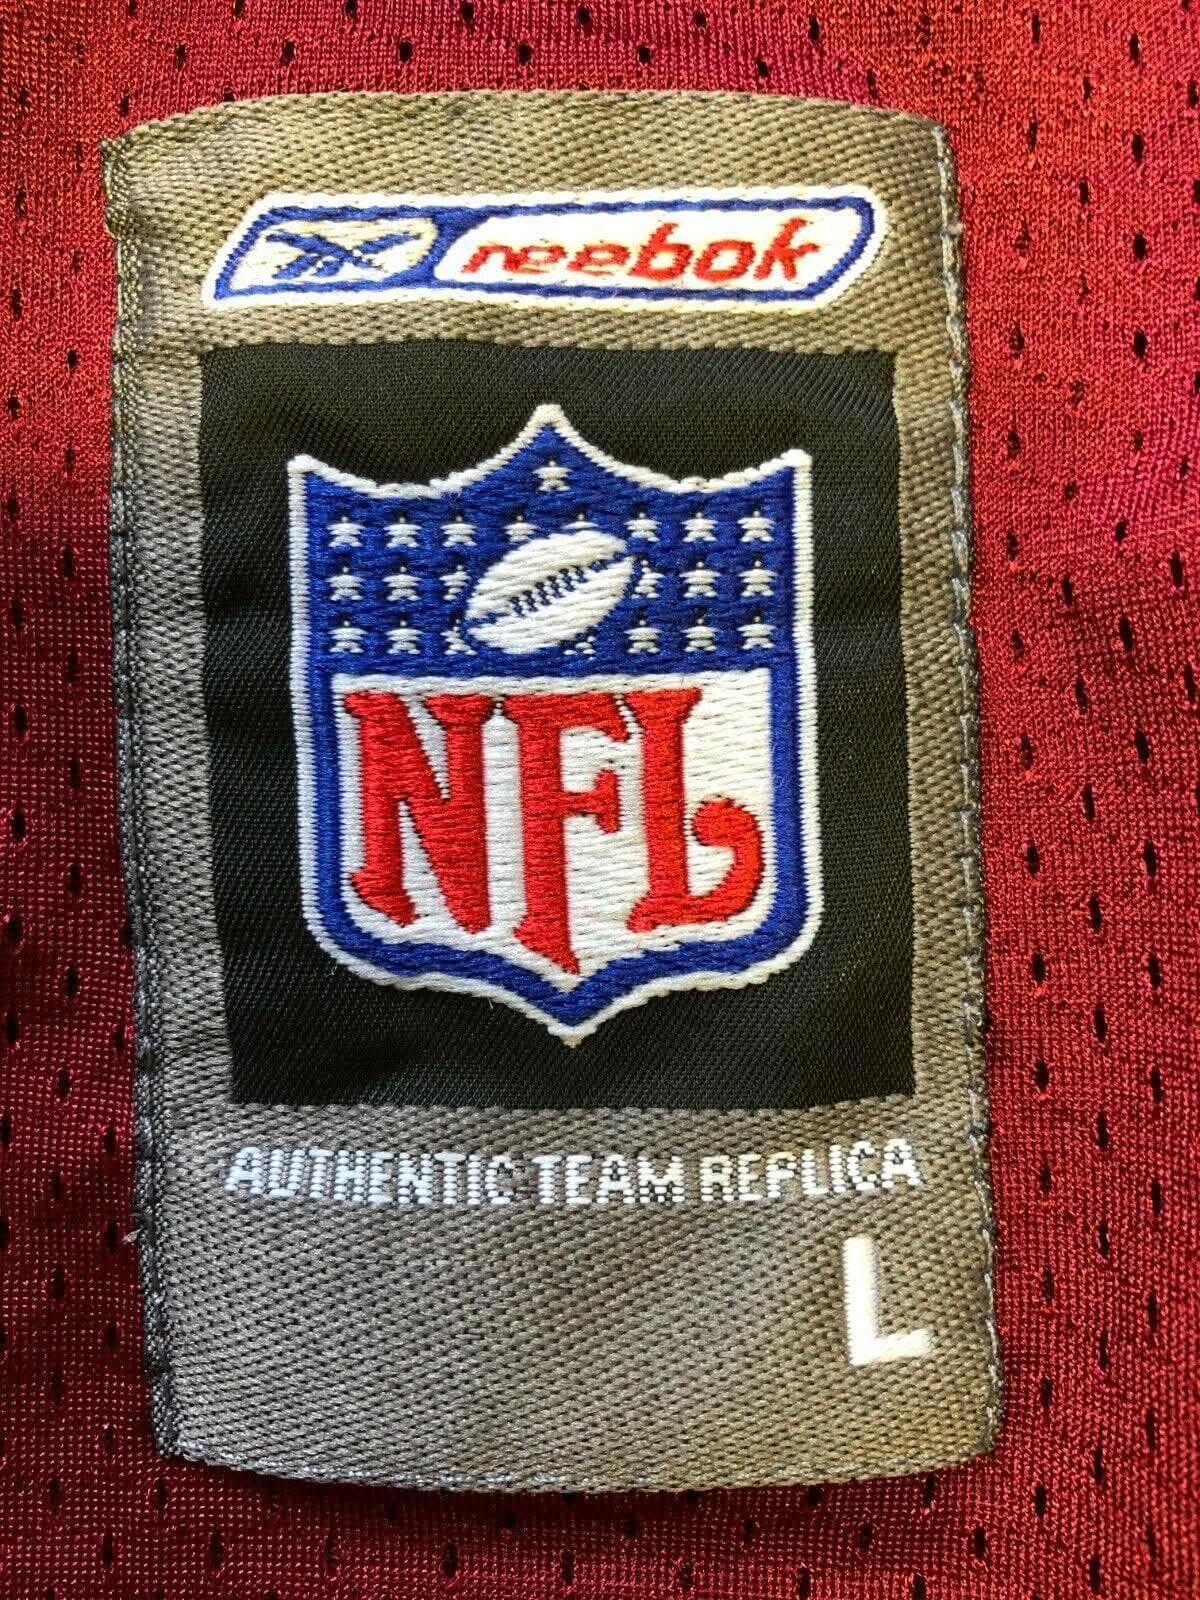 reebok
NFL
AUTHENTIC TEAM REPLICA
L